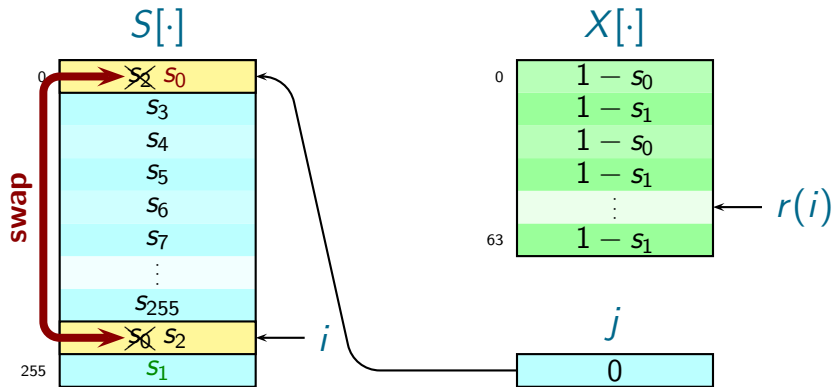 S[·]
X[·]
0
s₂ s₀
s₃
s₄
s₅
s₆
s₇
⋮
s₂₅₅
s₀ s₂
255
s₁
swap
i
0
1 − s₀
1 − s₁
1 − s₀
1 − s₁
⋮
63
1 − s₁
r(i)
j
0